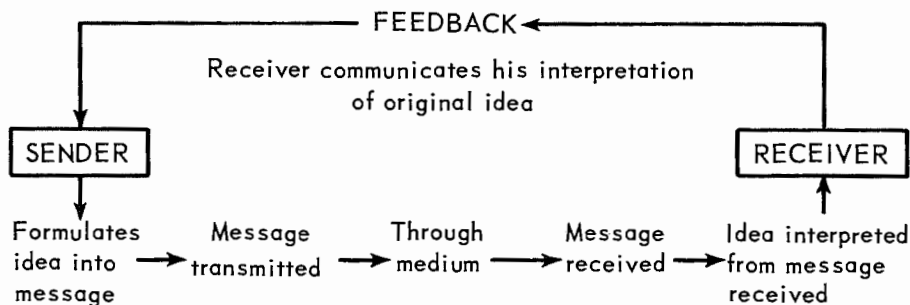 FEEDBACK
Receiver communicates his interpretation
of original idea
SENDER
RECEIVER
Formulates
idea into
message
Message
transmitted
Through
medium
Message
received
Idea interpreted
from message
received